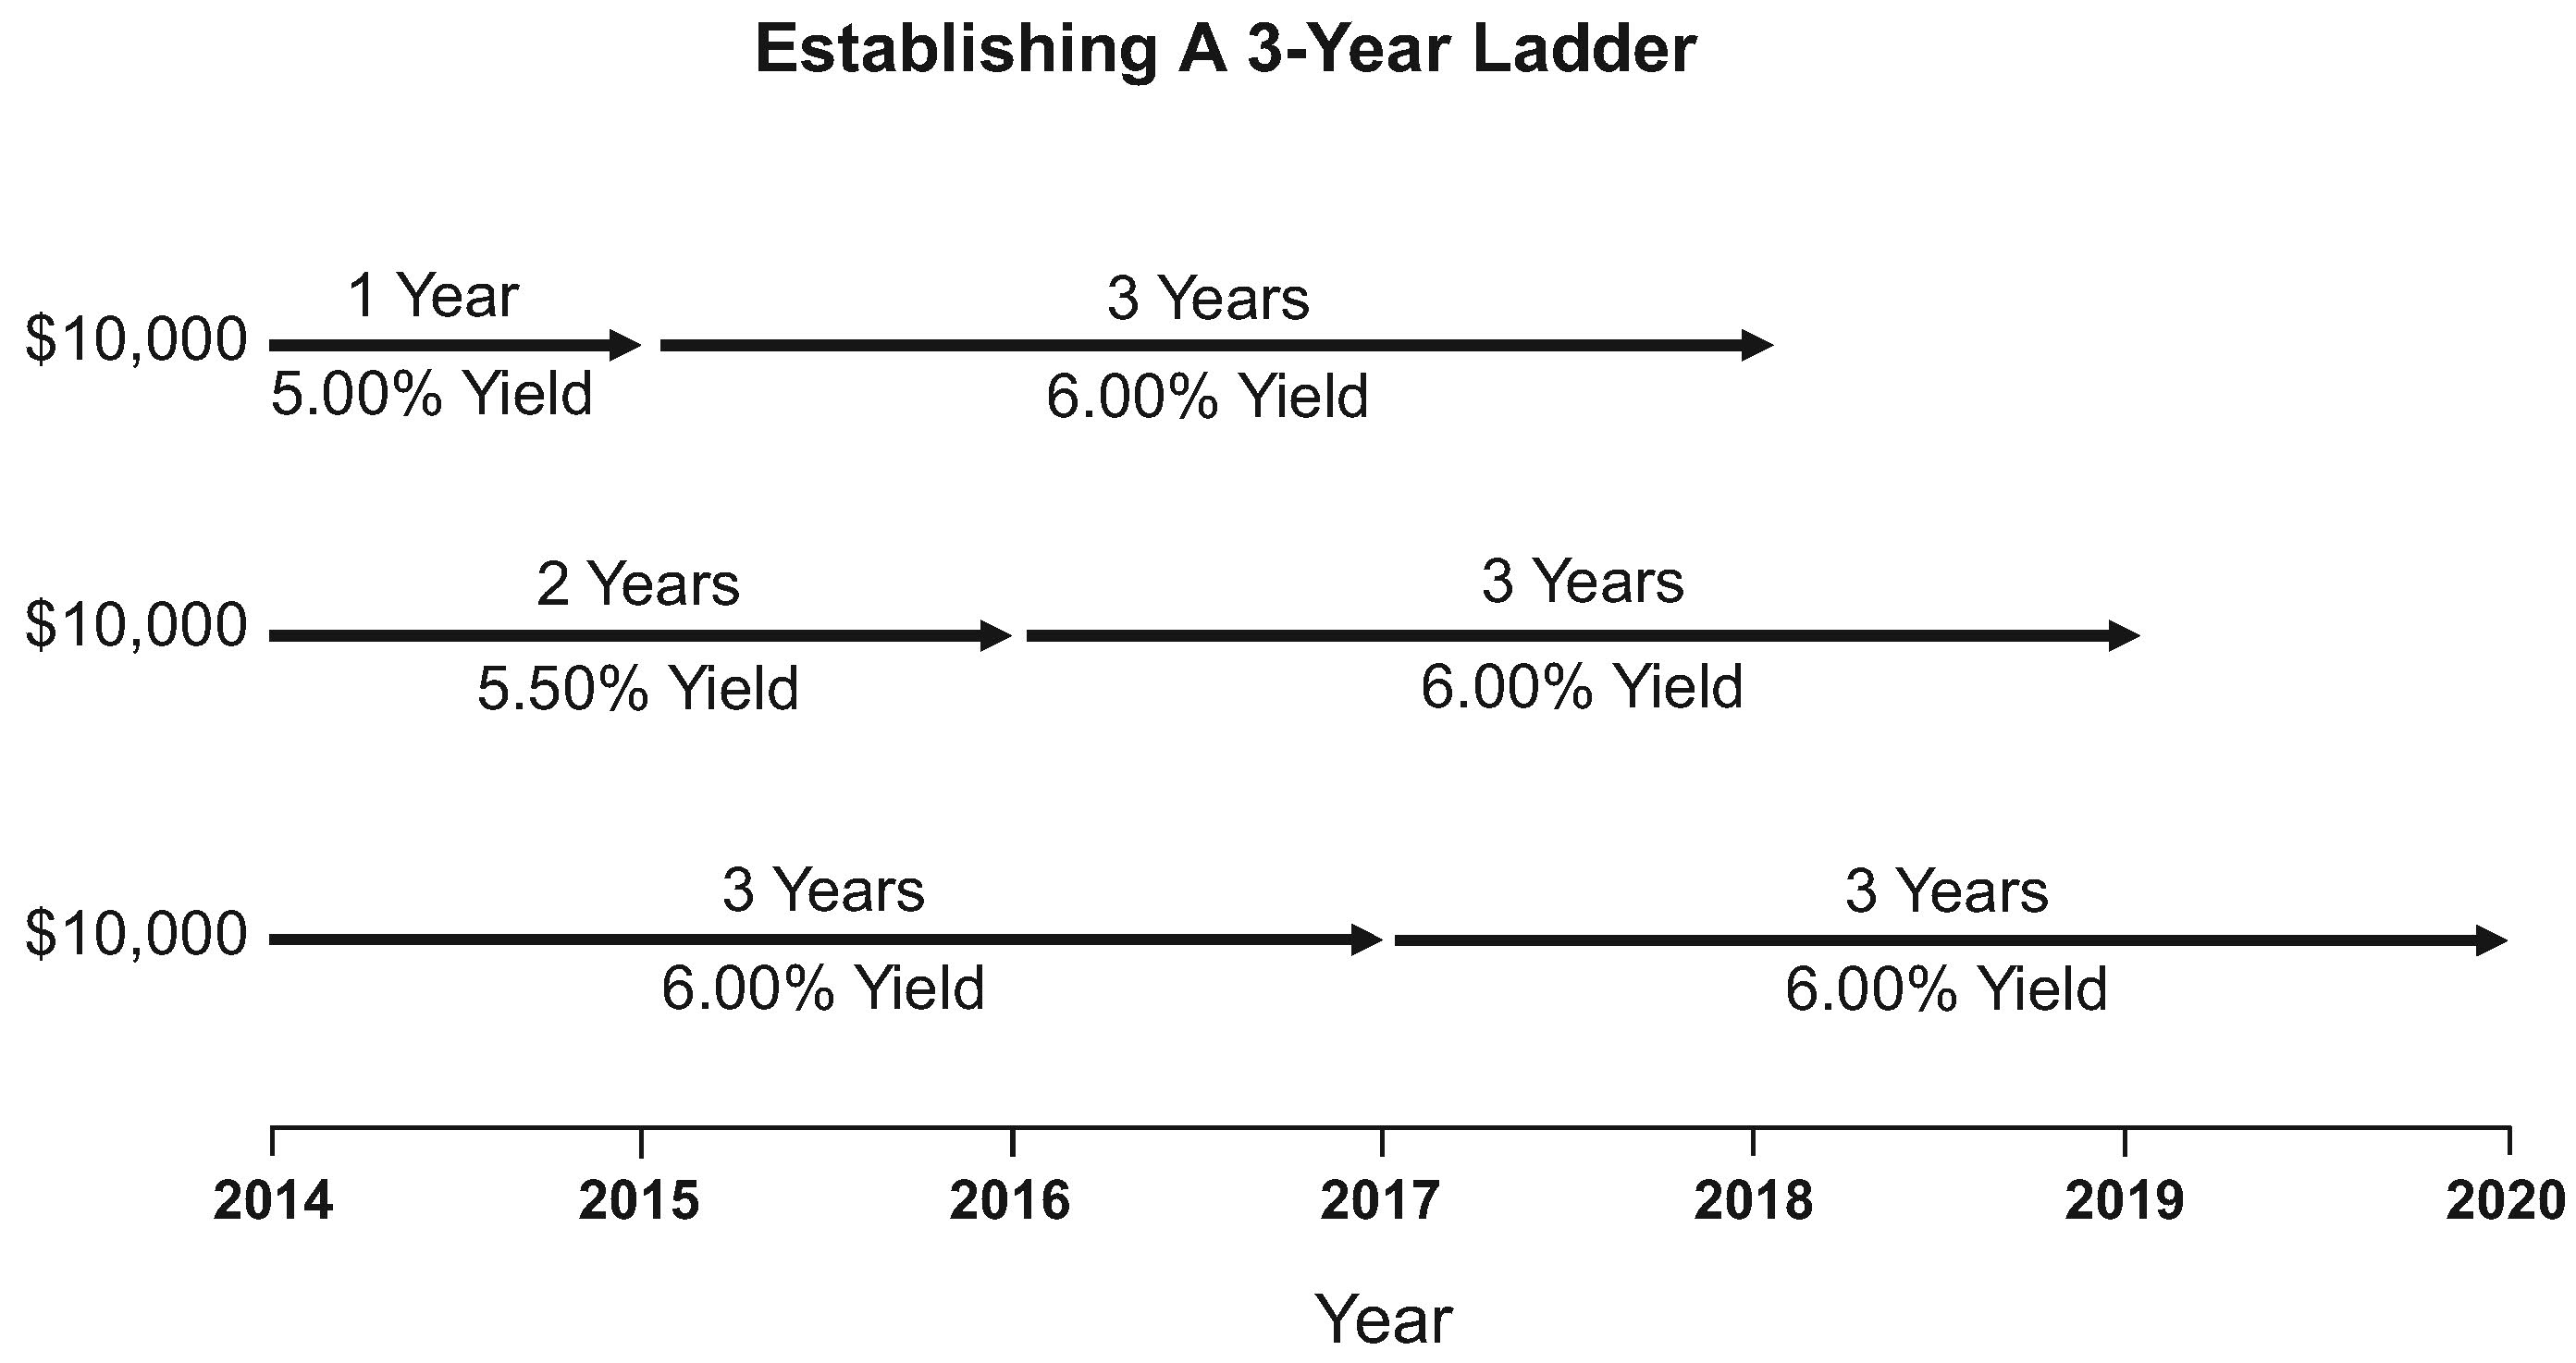 Establishing A 3-Year Ladder
1 Year
3 Years
$10,000
5.00% Yield
6.00% Yield
2 Years
3 Years
$10,000
5.50% Yield
6.00% Yield
3 Years
3 Years
$10,000
6.00% Yield
6.00% Yield
2014
2015
2016
2017
2018
2019
2020
Year